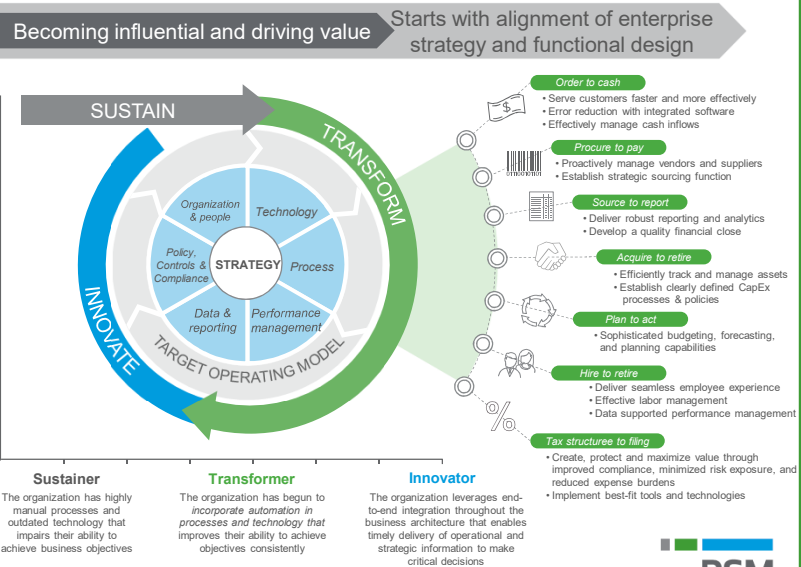 Becoming influential and driving value
Starts with alignment of enterprise
strategy and functional design
SUSTAIN
TRANSFORM
INNOVATE
TARGET OPERATING MODEL
STRATEGY
Organization
& people
Technology
Process
Performance
management
Data &
reporting
Policy,
Controls &
Compliance
Order to cash
• Serve customers faster and more effectively
• Error reduction with integrated software
• Effectively manage cash inflows
Procure to pay
• Proactively manage vendors and suppliers
• Establish strategic sourcing function
Source to report
• Deliver robust reporting and analytics
• Develop a quality financial close
Acquire to retire
• Efficiently track and manage assets
• Establish clearly defined CapEx
processes & policies
Plan to act
• Sophisticated budgeting, forecasting,
and planning capabilities
Hire to retire
• Deliver seamless employee experience
• Effective labor management
• Data supported performance management
Tax structuree to filing
• Create, protect and maximize value through
improved compliance, minimized risk exposure, and
reduced expense burdens
• Implement best-fit tools and technologies
$
%
Sustainer
The organization has highly
manual processes and
outdated technology that
impairs their ability to
achieve business objectives
Transformer
The organization has begun to
incorporate automation in
processes and technology that
improves their ability to achieve
objectives consistently
Innovator
The organization leverages end-
to-end integration throughout the
business architecture that enables
timely delivery of operational and
strategic information to make
critical decisions
RSM